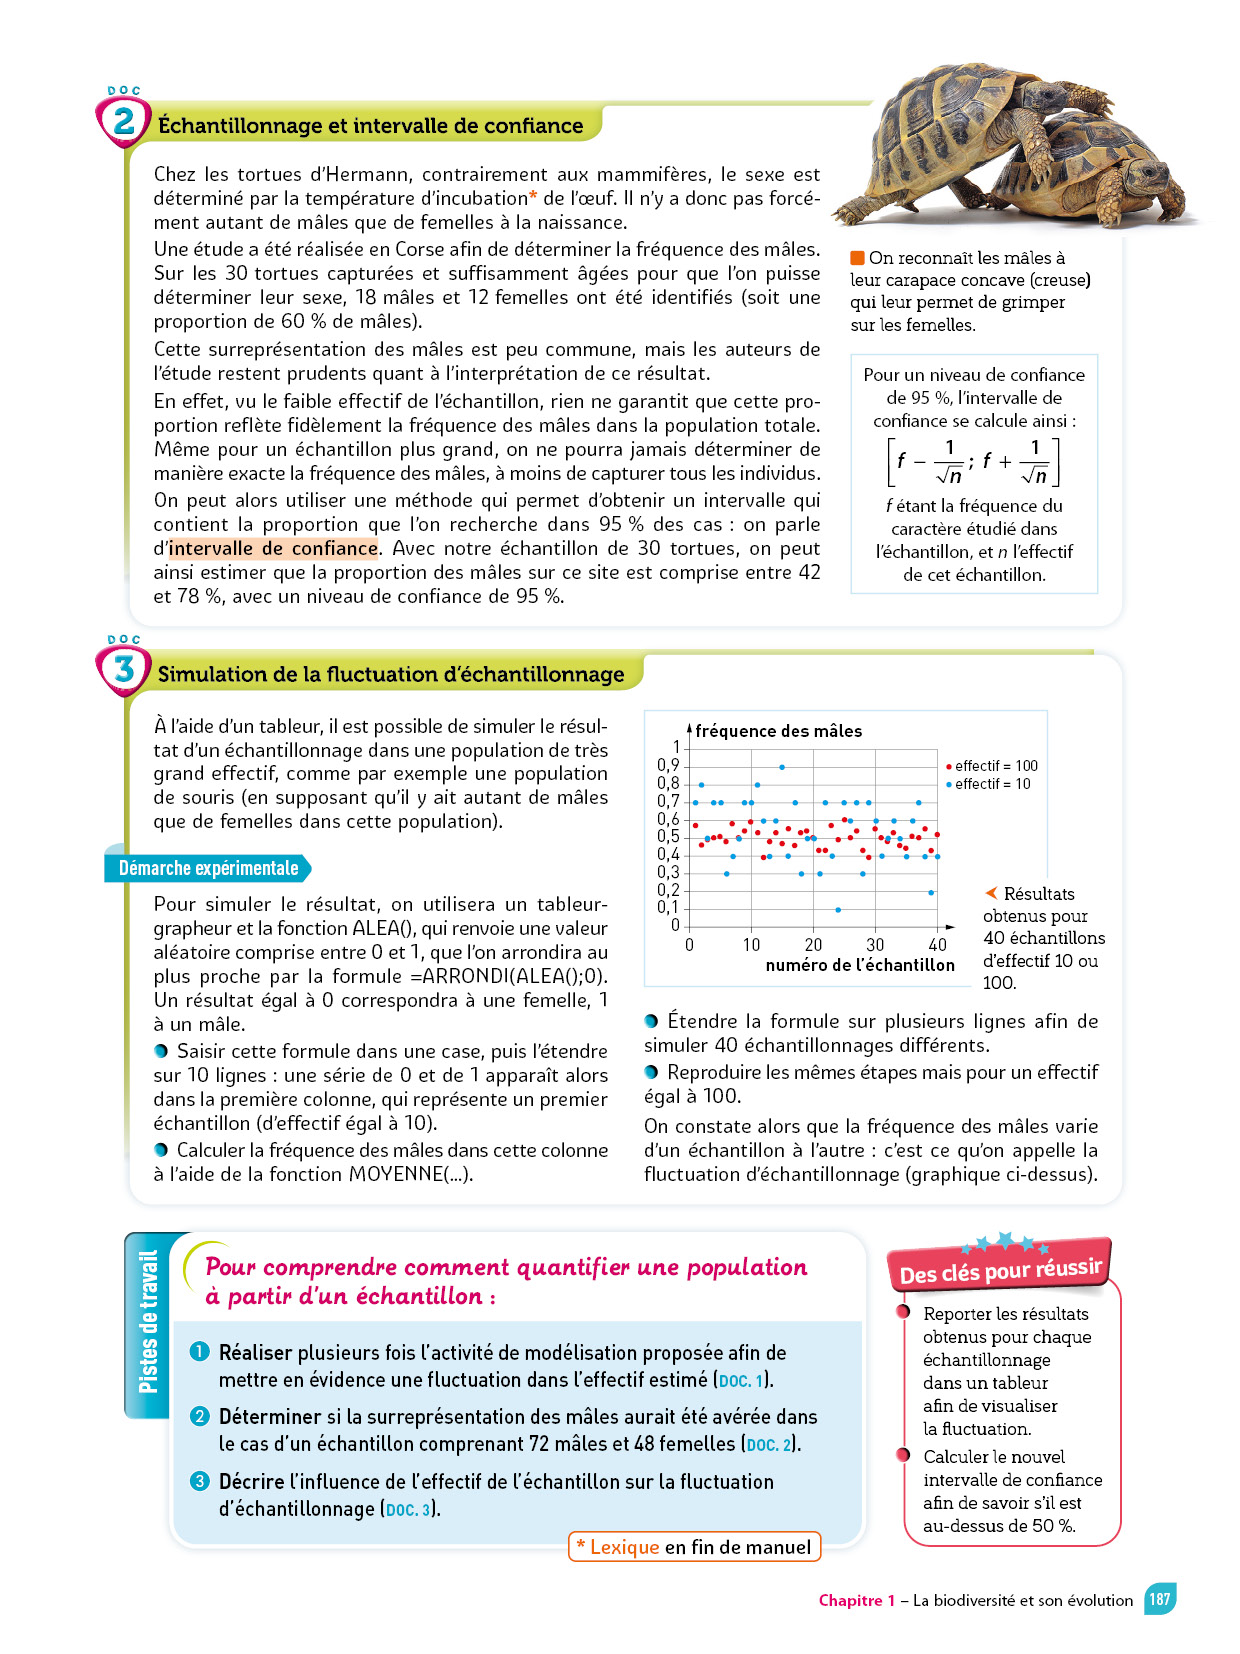 DOC
2
Échantillonnage et intervalle de confiance
Chez les tortues d’Hermann, contrairement aux mammifères, le sexe est
déterminé par la température d’incubation* de l’œuf. Il n’y a donc pas forcé-
ment autant de mâles que de femelles à la naissance.
Une étude a été réalisée en Corse afin de déterminer la fréquence des mâles.
Sur les 30 tortues capturées et suffisamment âgées pour que l’on puisse
déterminer leur sexe, 18 mâles et 12 femelles ont été identifiés (soit une
proportion de 60 % de mâles).
Cette surreprésentation des mâles est peu commune, mais les auteurs de
l’étude restent prudents quant à l’interprétation de ce résultat.
En effet, vu le faible effectif de l’échantillon, rien ne garantit que cette pro-
portion reflète fidèlement la fréquence des mâles dans la population totale.
Même pour un échantillon plus grand, on ne pourra jamais déterminer de
manière exacte la fréquence des mâles, à moins de capturer tous les individus.
On peut alors utiliser une méthode qui permet d’obtenir un intervalle qui
contient la proportion que l’on recherche dans 95 % des cas : on parle
d’intervalle de confiance. Avec notre échantillon de 30 tortues, on peut
ainsi estimer que la proportion des mâles sur ce site est comprise entre 42
et 78 %, avec un niveau de confiance de 95 %.
On reconnaît les mâles à
leur carapace concave (creuse)
qui leur permet de grimper
sur les femelles.
Pour un niveau de confiance
de 95 %, l’intervalle de
confiance se calcule ainsi :
[f − 1/√n ; f + 1/√n]
f étant la fréquence du
caractère étudié dans
l’échantillon, et n l’effectif
de cet échantillon.
DOC
3
Simulation de la fluctuation d’échantillonnage
À l’aide d’un tableur, il est possible de simuler le résul-
tat d’un échantillonnage dans une population de très
grand effectif, comme par exemple une population
de souris (en supposant qu’il y ait autant de mâles
que de femelles dans cette population).
Démarche expérimentale
Pour simuler le résultat, on utilisera un tableur-
grapheur et la fonction ALEA(), qui renvoie une valeur
aléatoire comprise entre 0 et 1, que l’on arrondira au
plus proche par la formule =ARRONDI(ALEA();0).
Un résultat égal à 0 correspondra à une femelle, 1
à un mâle.
Saisir cette formule dans une case, puis l’étendre
sur 10 lignes : une série de 0 et de 1 apparaît alors
dans la première colonne, qui représente un premier
échantillon (d’effectif égal à 10).
Calculer la fréquence des mâles dans cette colonne
à l’aide de la fonction MOYENNE(...).
fréquence des mâles
1
0,9
0,8
0,7
0,6
0,5
0,4
0,3
0,2
0,1
0
0 10 20 30 40
numéro de l’échantillon
effectif = 100
effectif = 10
Résultats
obtenus pour
40 échantillons
d’effectif 10 ou
100.
Étendre la formule sur plusieurs lignes afin de
simuler 40 échantillonnages différents.
Reproduire les mêmes étapes mais pour un effectif
égal à 100.
On constate alors que la fréquence des mâles varie
d’un échantillon à l’autre : c’est ce qu’on appelle la
fluctuation d’échantillonnage (graphique ci-dessus).
Pistes de travail
Pour comprendre comment quantifier une population
à partir d’un échantillon :
1 Réaliser plusieurs fois l’activité de modélisation proposée afin de
mettre en évidence une fluctuation dans l’effectif estimé (DOC. 1).
2 Déterminer si la surreprésentation des mâles aurait été avérée dans
le cas d’un échantillon comprenant 72 mâles et 48 femelles (DOC. 2).
3 Décrire l’influence de l’effectif de l’échantillon sur la fluctuation
d’échantillonnage (DOC. 3).
* Lexique en fin de manuel
Des clés pour réussir
Reporter les résultats
obtenus pour chaque
échantillonnage
dans un tableur
afin de visualiser
la fluctuation.
Calculer le nouvel
intervalle de confiance
afin de savoir s’il est
au-dessus de 50 %.
Chapitre 1 – La biodiversité et son évolution 187